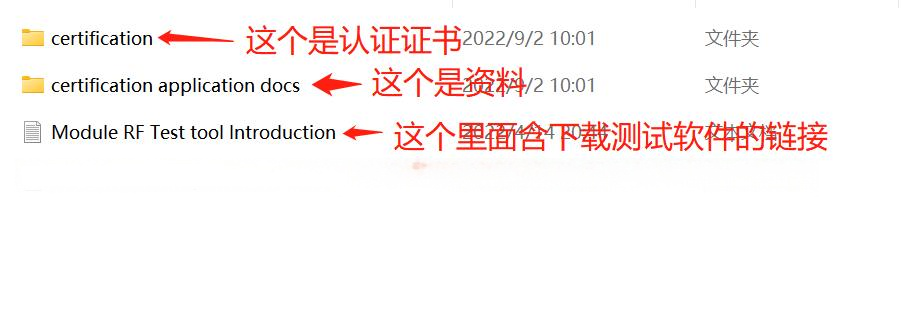 certification 这个是认证证书 2022/9/2 10:01 文件夹
certification application docs 这个是资料 2022/9/2 10:01 文件夹
Module RF Test tool Introduction 这个里面含下载测试软件的链接